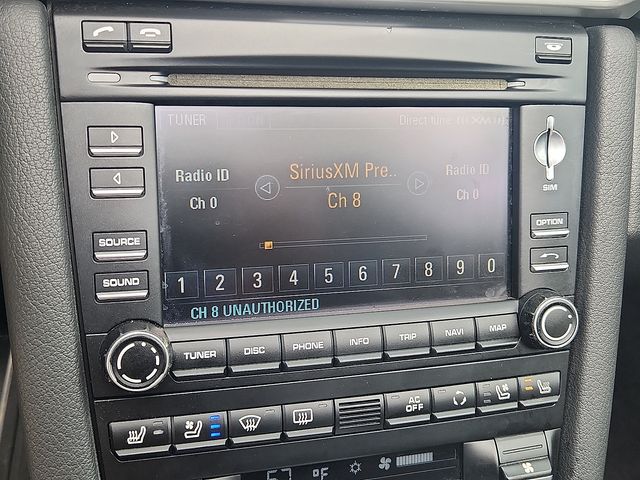 TUNER
Direct tune
Radio ID SiriusXM Pre.. Radio ID
Ch 0 Ch 8 Ch 0
SIM
OPTION
SOURCE
SOUND
1 2 3 4 5 6 7 8 9 0
CH 8 UNAUTHORIZED
TUNER DISC PHONE INFO TRIP NAVI MAP
AC OFF
°F